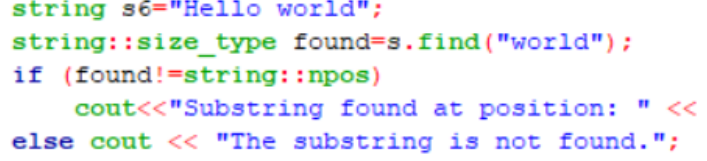 string s6="Hello world";
string::size_type found=s.find("world");
if (found!=string::npos)
cout<<"Substring found at position: " <<
else cout << "The substring is not found.";